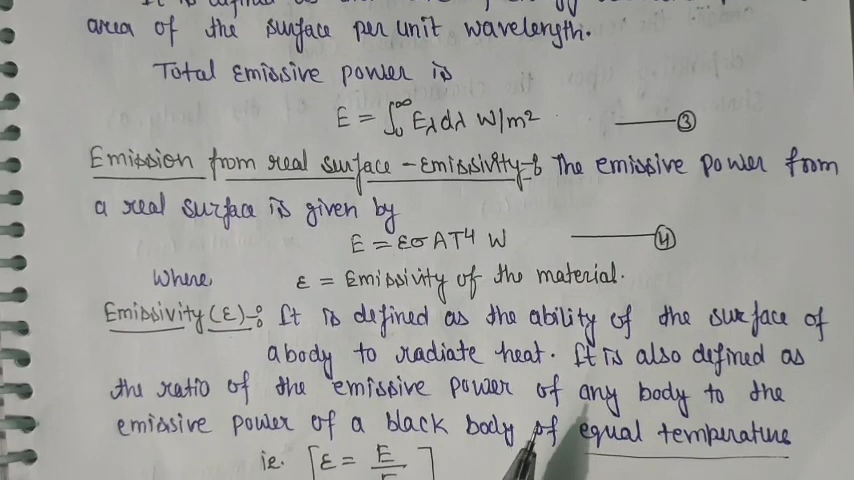 It is defined as
area of the surface per unit wavelength.
Total Emissive power is
E = ∫₀^∞ Eλ dλ W/m² — ③
Emission from real surface - Emissivity :- The emissive power from
a real surface is given by
E = εσAT⁴ W — ④
Where, ε = Emissivity of the material.
Emissivity (ε) :- It is defined as the ability of the surface of
a body to radiate heat. It is also defined as
the ratio of the emissive power of any body to the
emissive power of a black body of equal temperature
ie. [ε = E/